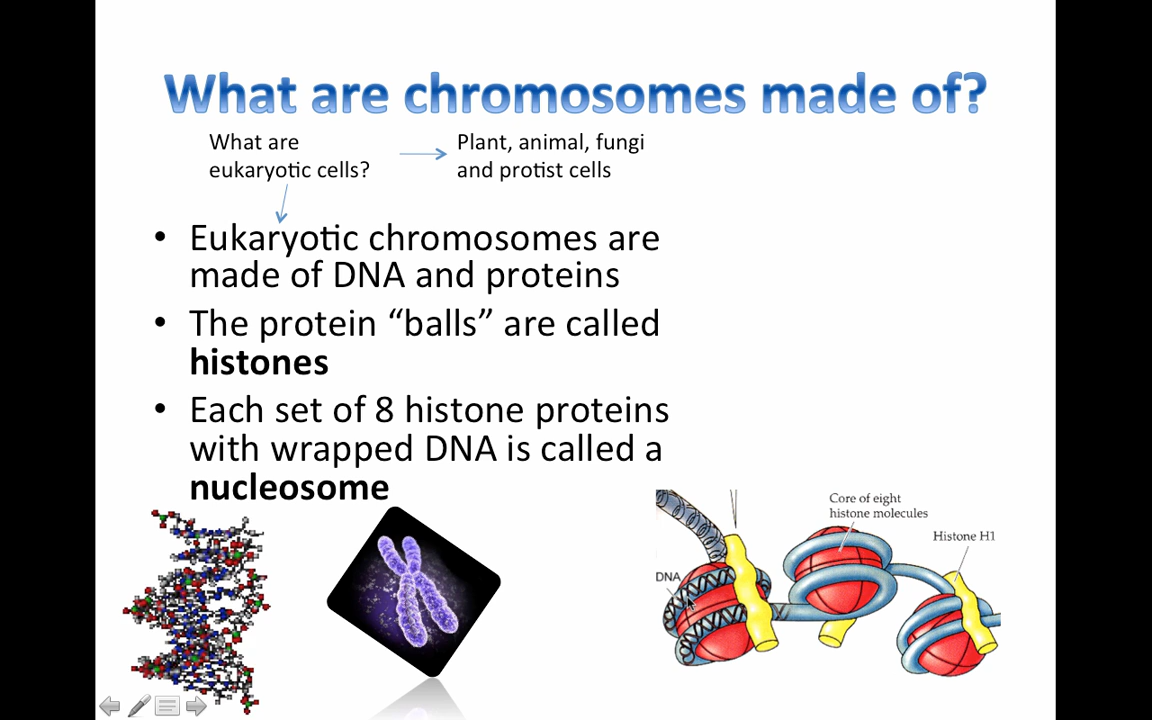 What are chromosomes made of?
What are
eukaryotic cells?
Plant, animal, fungi
and protist cells
• Eukaryotic chromosomes are
made of DNA and proteins
• The protein “balls” are called
histones
• Each set of 8 histone proteins
with wrapped DNA is called a
nucleosome
Core of eight
histone molecules
Histone H1
DNA